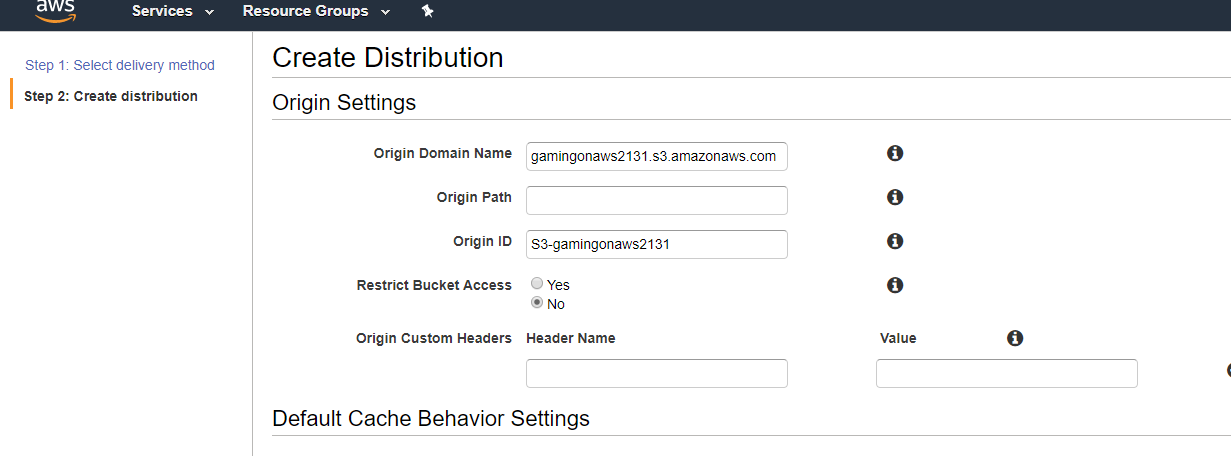 aws Services Resource Groups
Step 1: Select delivery method
Step 2: Create distribution
Create Distribution
Origin Settings
Origin Domain Name gamingonaws2131.s3.amazonaws.com
Origin Path
Origin ID S3-gamingonaws2131
Restrict Bucket Access Yes
No
Origin Custom Headers Header Name Value
Default Cache Behavior Settings